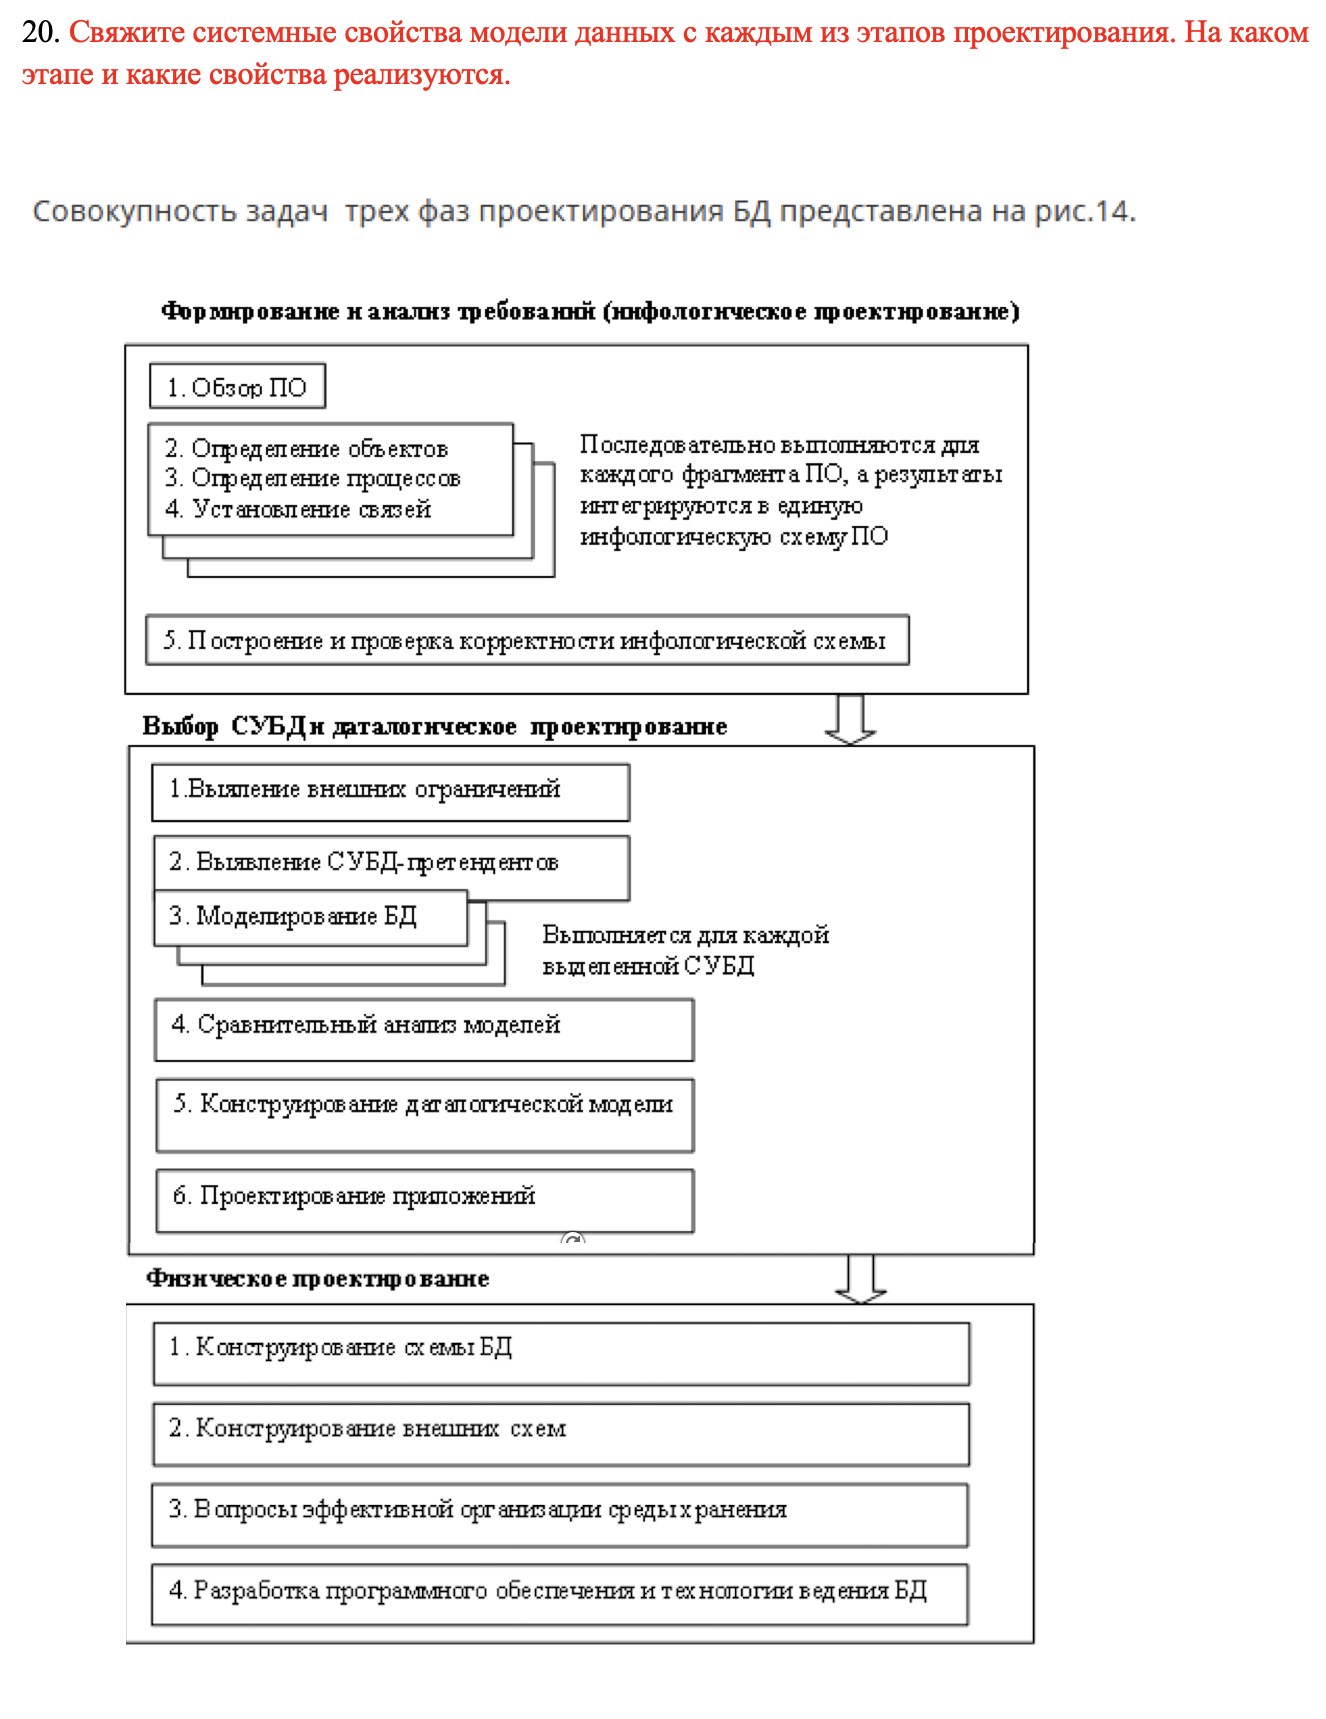 20. Свяжите системные свойства модели данных с каждым из этапов проектирования. На каком
этапе и какие свойства реализуются.
Совокупность задач трех фаз проектирования БД представлена на рис.14.
Формирование и анализ требований (инфологическое проектирование)
1. Обзор ПО
2. Определение объектов
3. Определение процессов
4. Установление связей
Последовательно выполняются для
каждого фрагмента ПО, а результаты
интегрируются в единую
инфологическую схему ПО
5. Построение и проверка корректности инфологической схемы
Выбор СУБД и даталогическое проектирование
1.Выяление внешних ограничений
2. Выявление СУБД-претендентов
3. Моделирование БД
Выполняется для каждой
выделенной СУБД
4. Сравнительный анализ моделей
5. Конструирование даталогической модели
6. Проектирование приложений
Физическое проектирование
1. Конструирование схемы БД
2. Конструирование внешних схем
3. Вопросы эффективной организации среды хранения
4. Разработка программного обеспечения и технологии ведения БД